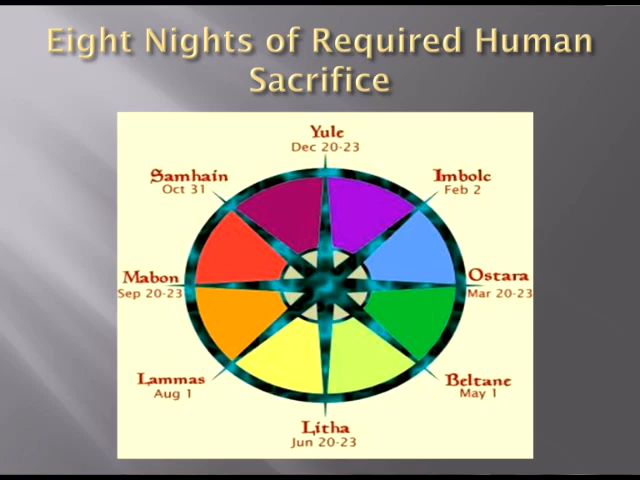 Eight Nights of Required Human
Sacrifice
Yule
Dec 20-23
Samhain
Oct 31
Imbolc
Feb 2
Mabon
Sep 20-23
Ostara
Mar 20-23
Lammas
Aug 1
Beltane
May 1
Litha
Jun 20-23